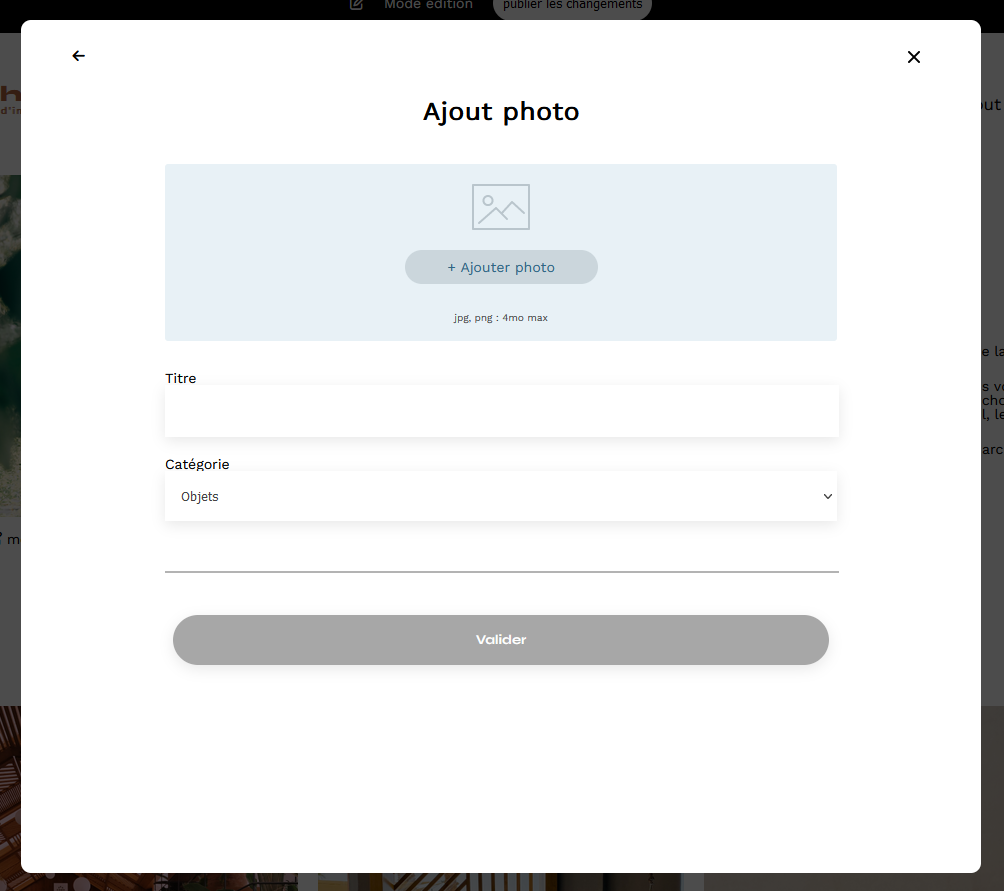 Mode édition
publier les changements
Ajout photo
+ Ajouter photo
jpg, png : 4mo max
Titre
Catégorie
Objets
Valider